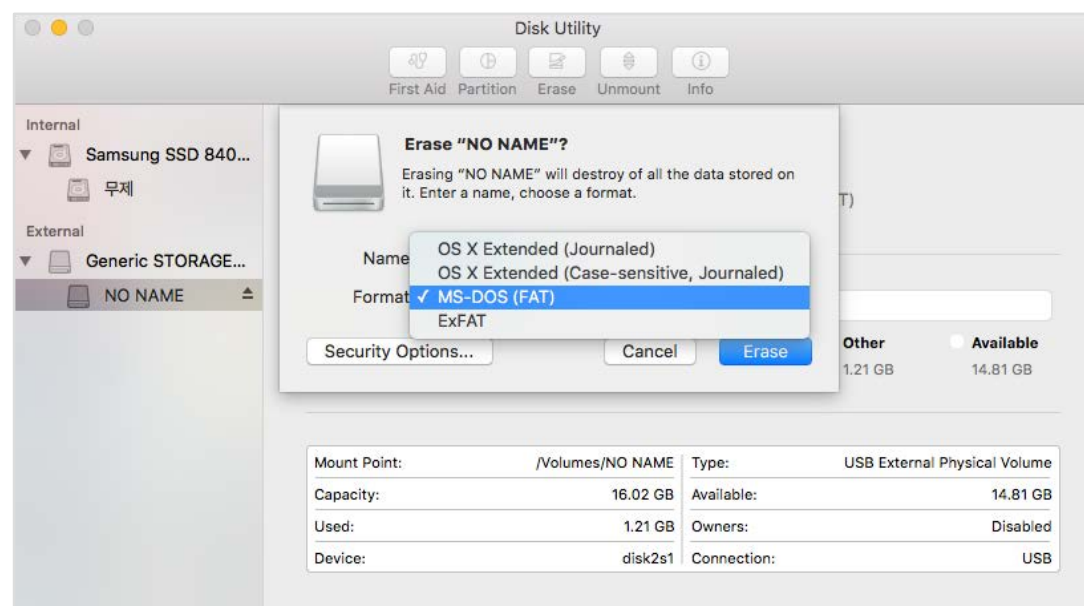 Disk Utility
First Aid Partition Erase Unmount Info
Internal
Samsung SSD 840...
무제
External
Generic STORAGE...
NO NAME
Erase “NO NAME”?
Erasing “NO NAME” will destroy of all the data stored on
it. Enter a name, choose a format.
T)
Name
OS X Extended (Journaled)
OS X Extended (Case-sensitive, Journaled)
Format ✓ MS-DOS (FAT)
ExFAT
Security Options... Cancel Erase
Other Available
1.21 GB 14.81 GB
Mount Point: /Volumes/NO NAME Type: USB External Physical Volume
Capacity: 16.02 GB Available: 14.81 GB
Used: 1.21 GB Owners: Disabled
Device: disk2s1 Connection: USB